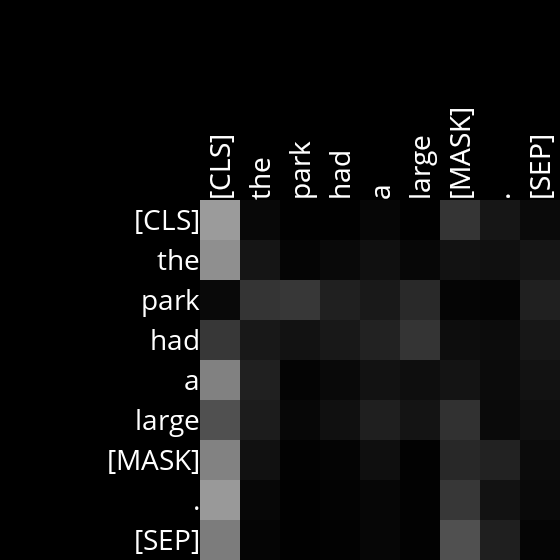 [CLS] the park had a large [MASK] . [SEP]
[CLS]
the
park
had
a
large
[MASK]
.
[SEP]